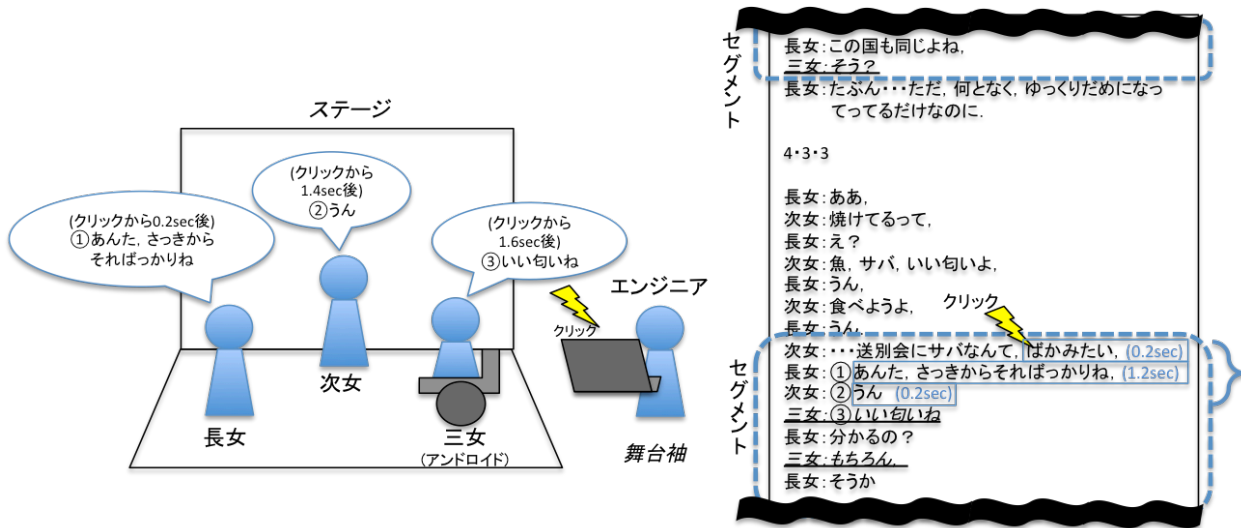 ステージ
(クリックから0.2sec後)
①あんた, さっきから
そればっかりね
(クリックから
1.4sec後)
②うん
(クリックから
1.6sec後)
③いい匂いね
クリック
エンジニア
長女
次女
三女
(アンドロイド)
舞台袖
セグメント
長女:この国も同じよね,
三女:そう?
長女:たぶん・・・ただ, 何となく, ゆっくりだめになっ
てってるだけなのに.
4・3・3
長女:ああ,
次女:焼けてるって,
長女:え?
次女:魚, サバ, いい匂いよ,
長女:うん,
次女:食べようよ,
長女:うん,
クリック
セグメント
次女:・・・送別会にサバなんて, ばかみたい, (0.2sec)
長女:①あんた, さっきからそればっかりね, (1.2sec)
次女:②うん (0.2sec)
三女:③いい匂いね
長女:分かるの?
三女:もちろん,
長女:そうか